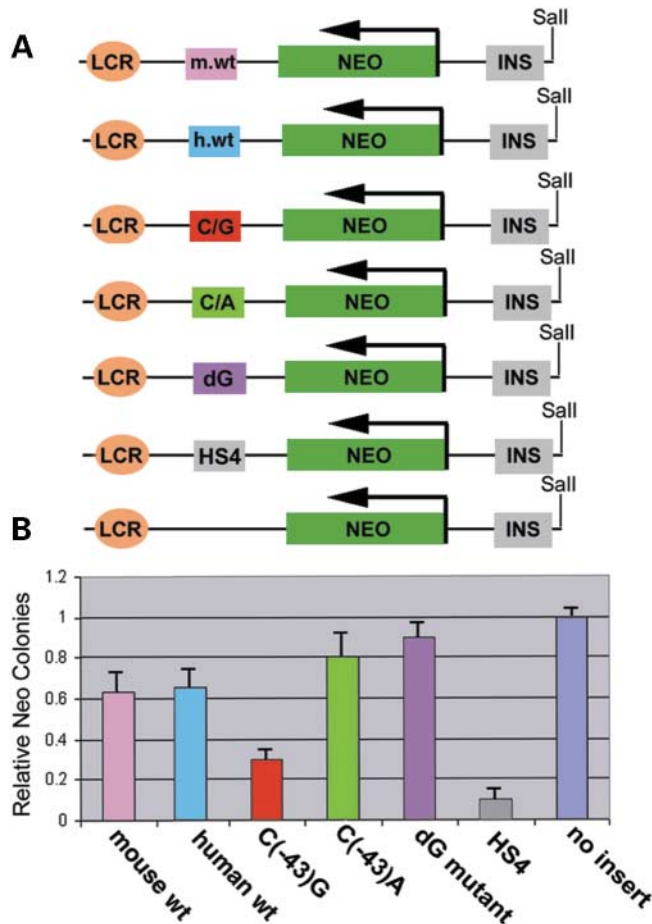 A
SalI
LCR m.wt NEO INS
SalI
LCR h.wt NEO INS
SalI
LCR C/G NEO INS
SalI
LCR C/A NEO INS
SalI
LCR dG NEO INS
SalI
LCR HS4 NEO INS
SalI
LCR NEO INS
B
Relative Neo Colonies
1.2
1
0.8
0.6
0.4
0.2
0
mouse wt
human wt
C(-43)G
C(-43)A
dG mutant
HS4
no insert